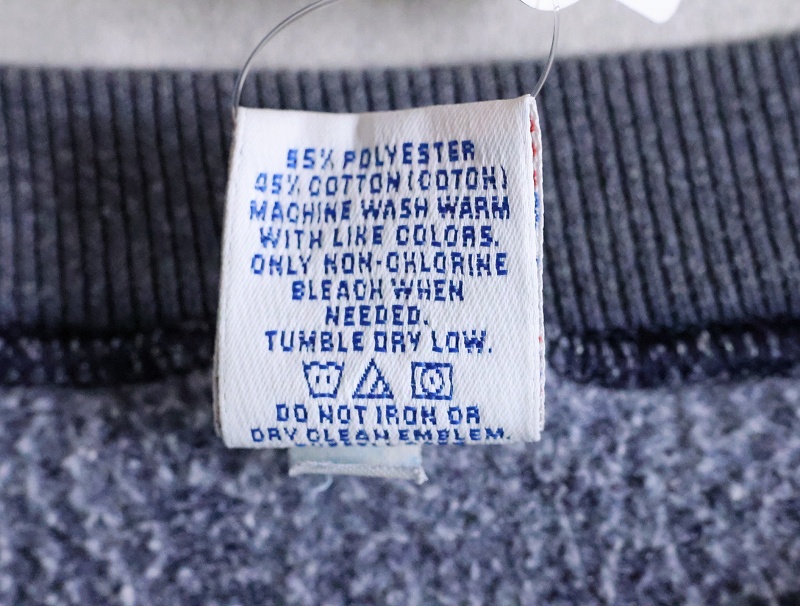 55% POLYESTER
45% COTTON (COTON)
MACHINE WASH WARM
WITH LIKE COLORS.
ONLY NON-CHLORINE
BLEACH WHEN
NEEDED.
TUMBLE DRY LOW.
DO NOT IRON OR
DRY CLEAN EMBLEM.